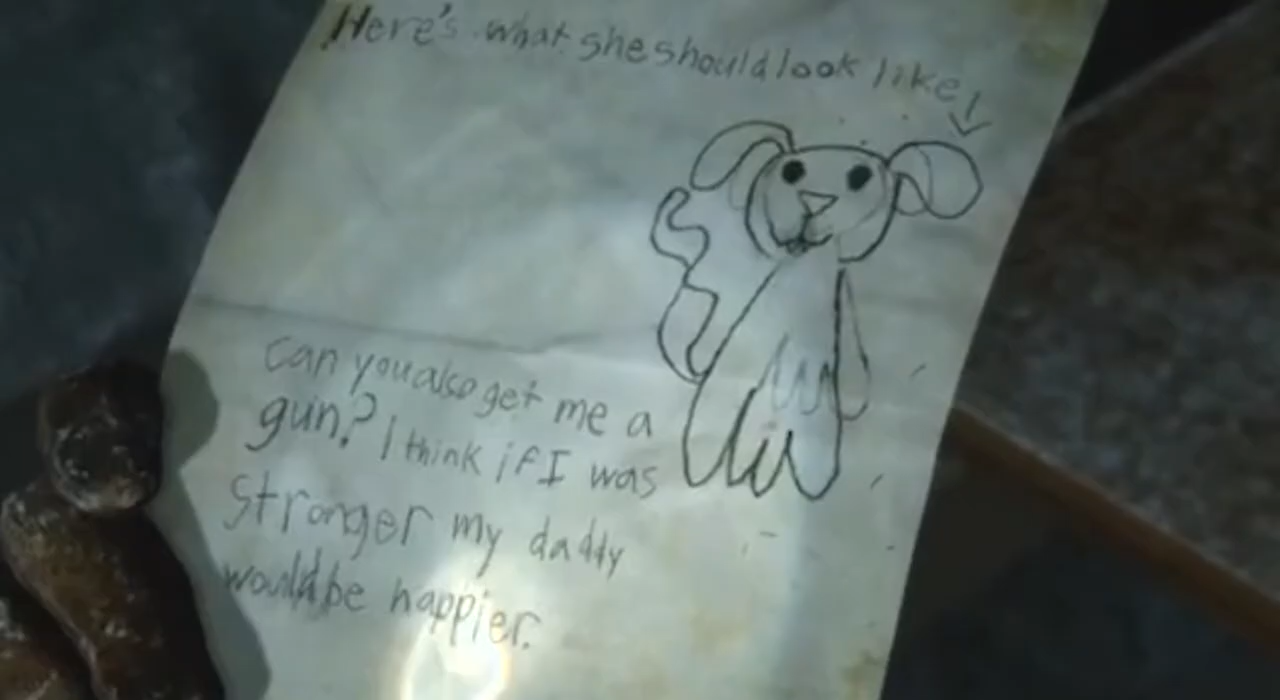 Here's what she should look like!
Can you also get me a
gun? I think if I was
stronger my daddy
would be happier.